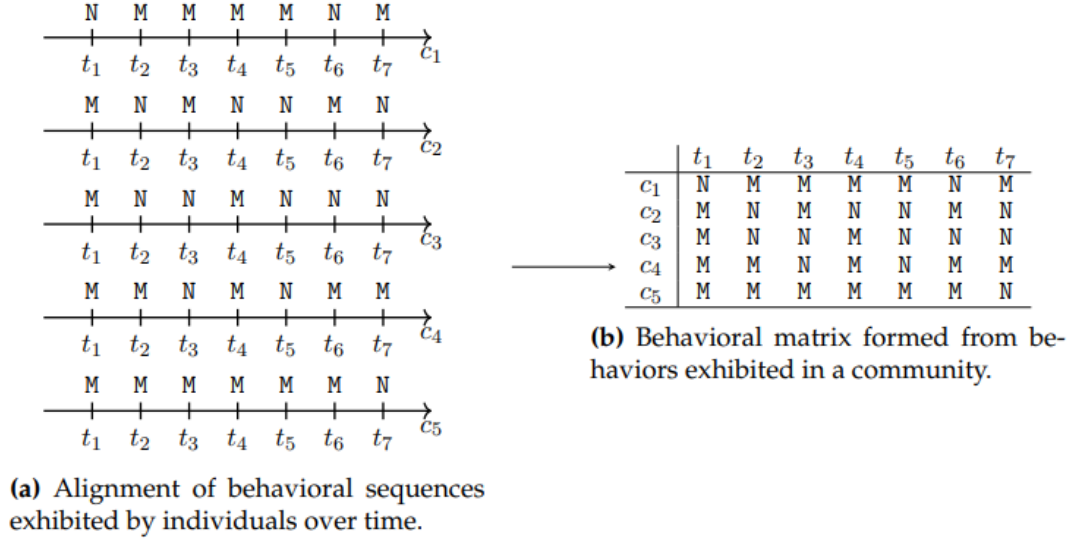 N M M M M N M
c1
t1 t2 t3 t4 t5 t6 t7
M N M N N M N
c2
t1 t2 t3 t4 t5 t6 t7
M N N M N N N
c3
t1 t2 t3 t4 t5 t6 t7
M M N M N M M
c4
t1 t2 t3 t4 t5 t6 t7
M M M M M M N
c5
t1 t2 t3 t4 t5 t6 t7
(a) Alignment of behavioral sequences
exhibited by individuals over time.
t1 t2 t3 t4 t5 t6 t7
c1 N M M M M N M
c2 M N M N N M N
c3 M N N M N N N
c4 M M N M N M M
c5 M M M M M M N
(b) Behavioral matrix formed from be-
haviors exhibited in a community.